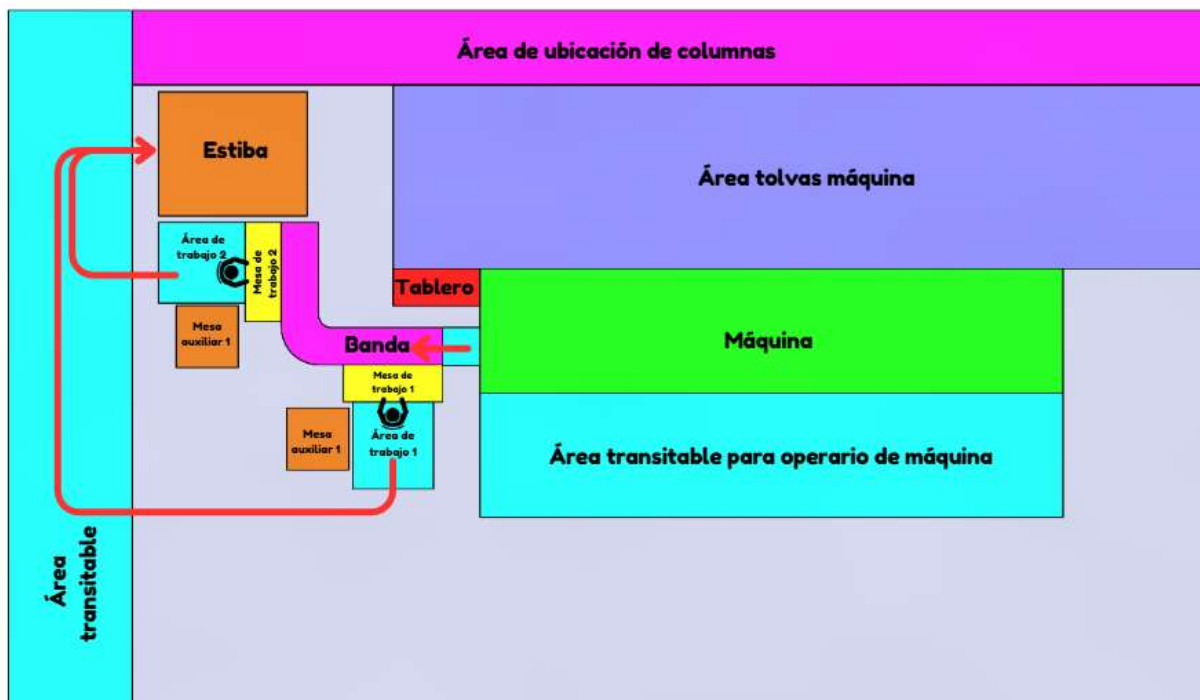 Área de ubicación de columnas
Estiba
Área tolvas máquina
Área de
trabajo 2
Mesa de
trabajo 2
Tablero
Mesa
auxiliar 1
Banda
Máquina
Mesa de
trabajo 1
Mesa
auxiliar 1
Área de
trabajo 1
Área transitable para operario de máquina
Área
transitable